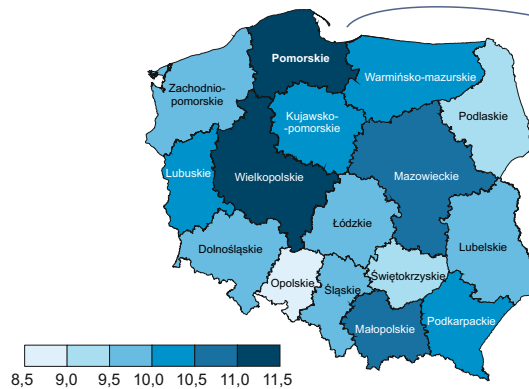 Pomorskie
Warmińsko-mazurskie
Zachodnio-
pomorskie
Podlaskie
Kujawsko-
-pomorskie
Lubuskie
Wielkopolskie
Mazowieckie
Łódzkie
Dolnośląskie
Lubelskie
Opolskie
Śląskie
Świętokrzyskie
Małopolskie
Podkarpackie
8,5 9,0 9,5 10,0 10,5 11,0 11,5